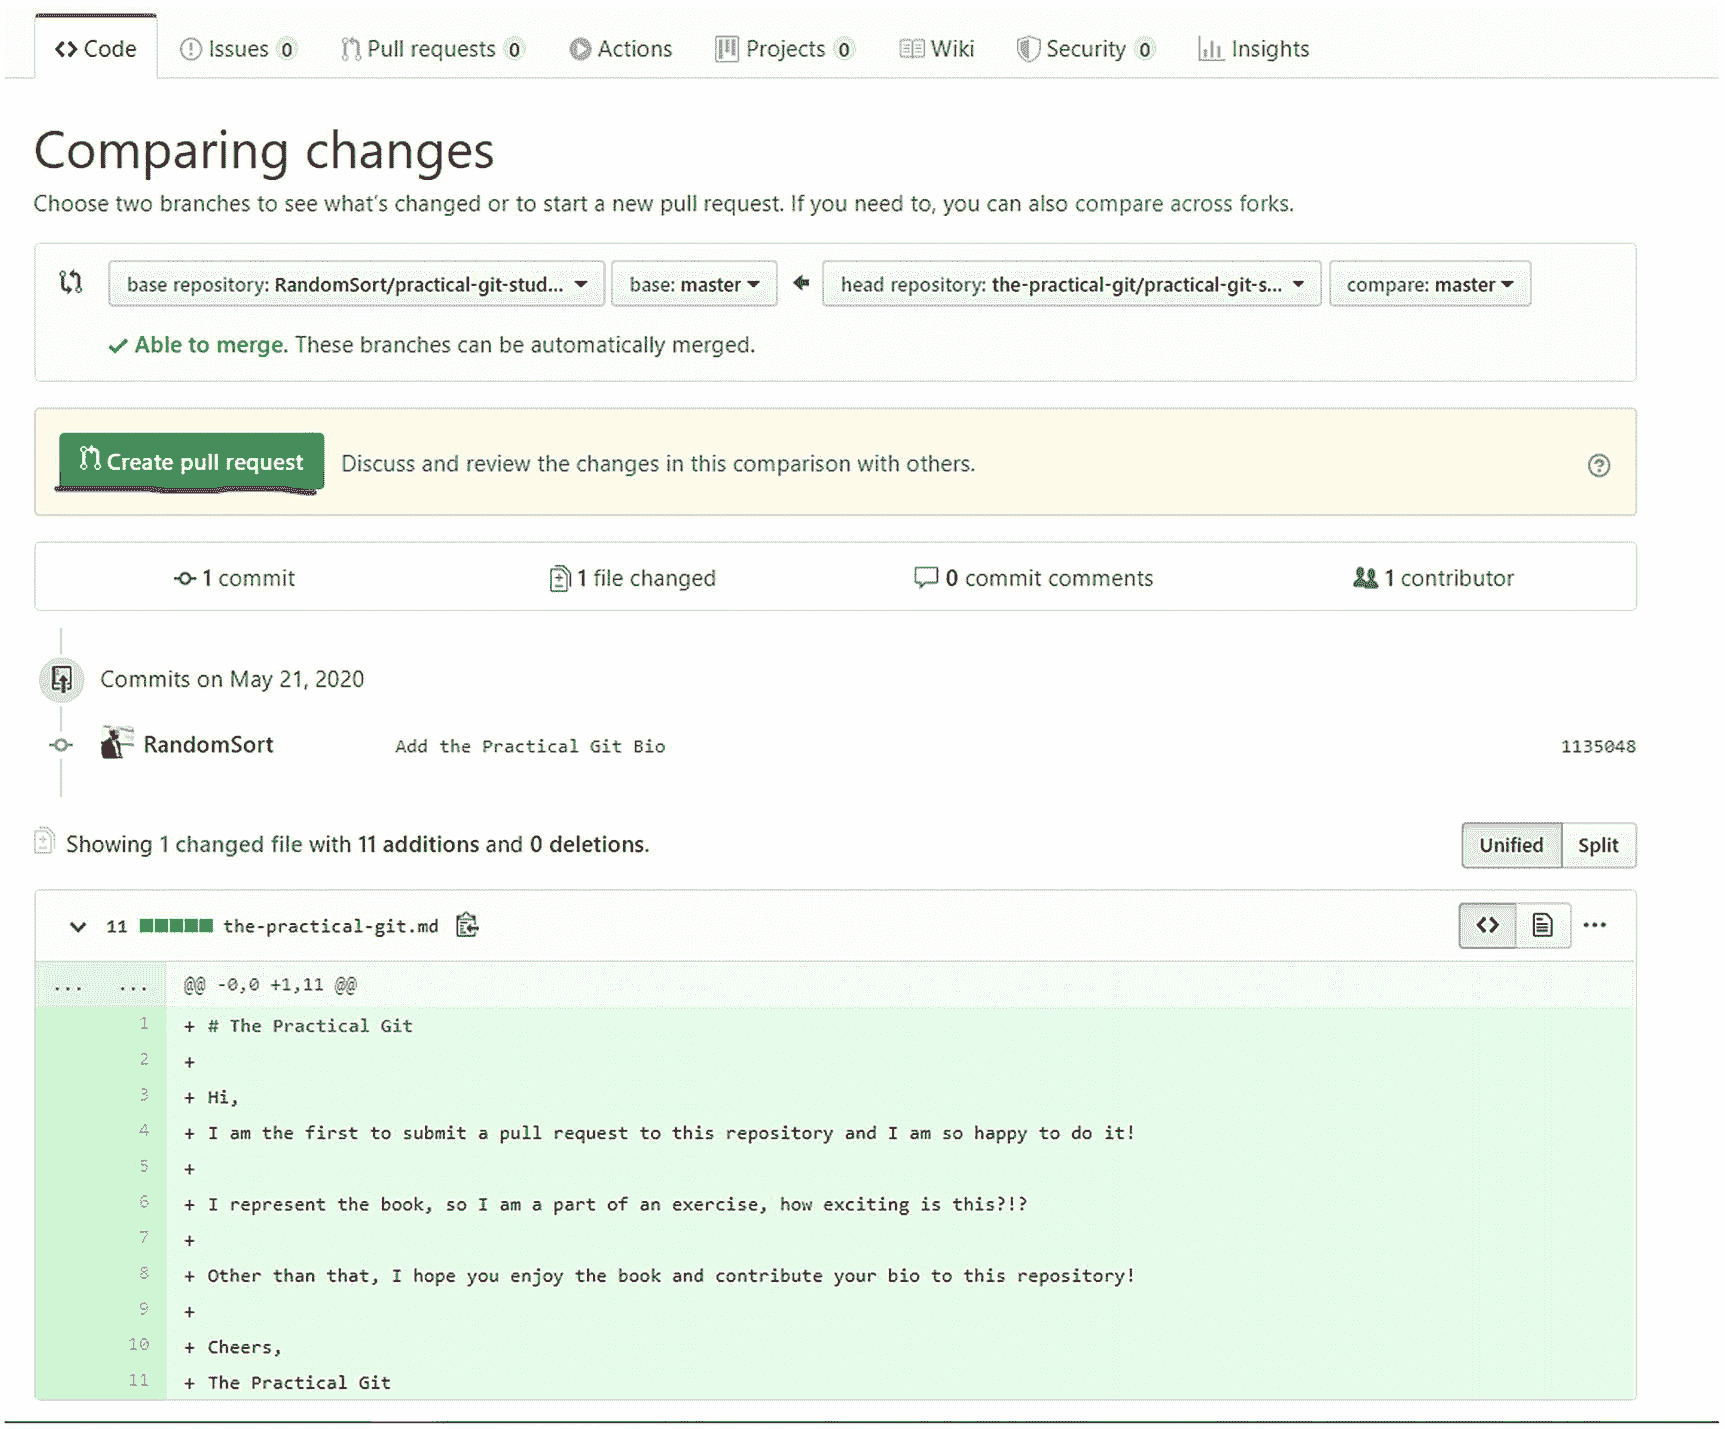 Code Issues 0 Pull requests 0 Actions Projects 0 Wiki Security 0 Insights
Comparing changes
Choose two branches to see what's changed or to start a new pull request. If you need to, you can also compare across forks.
base repository: RandomSort/practical-git-stud... base: master head repository: the-practical-git/practical-git-s... compare: master
Able to merge. These branches can be automatically merged.
Create pull request Discuss and review the changes in this comparison with others.
1 commit 1 file changed 0 commit comments 1 contributor
Commits on May 21, 2020
RandomSort Add the Practical Git Bio 1135048
Showing 1 changed file with 11 additions and 0 deletions. Unified Split
11 the-practical-git.md
... ... @@ -0,0 +1,11 @@
1 + # The Practical Git
2 +
3 + Hi,
4 + I am the first to submit a pull request to this repository and I am so happy to do it!
5 +
6 + I represent the book, so I am a part of an exercise, how exciting is this?!?
7 +
8 + Other than that, I hope you enjoy the book and contribute your bio to this repository!
9 +
10 + Cheers,
11 + The Practical Git